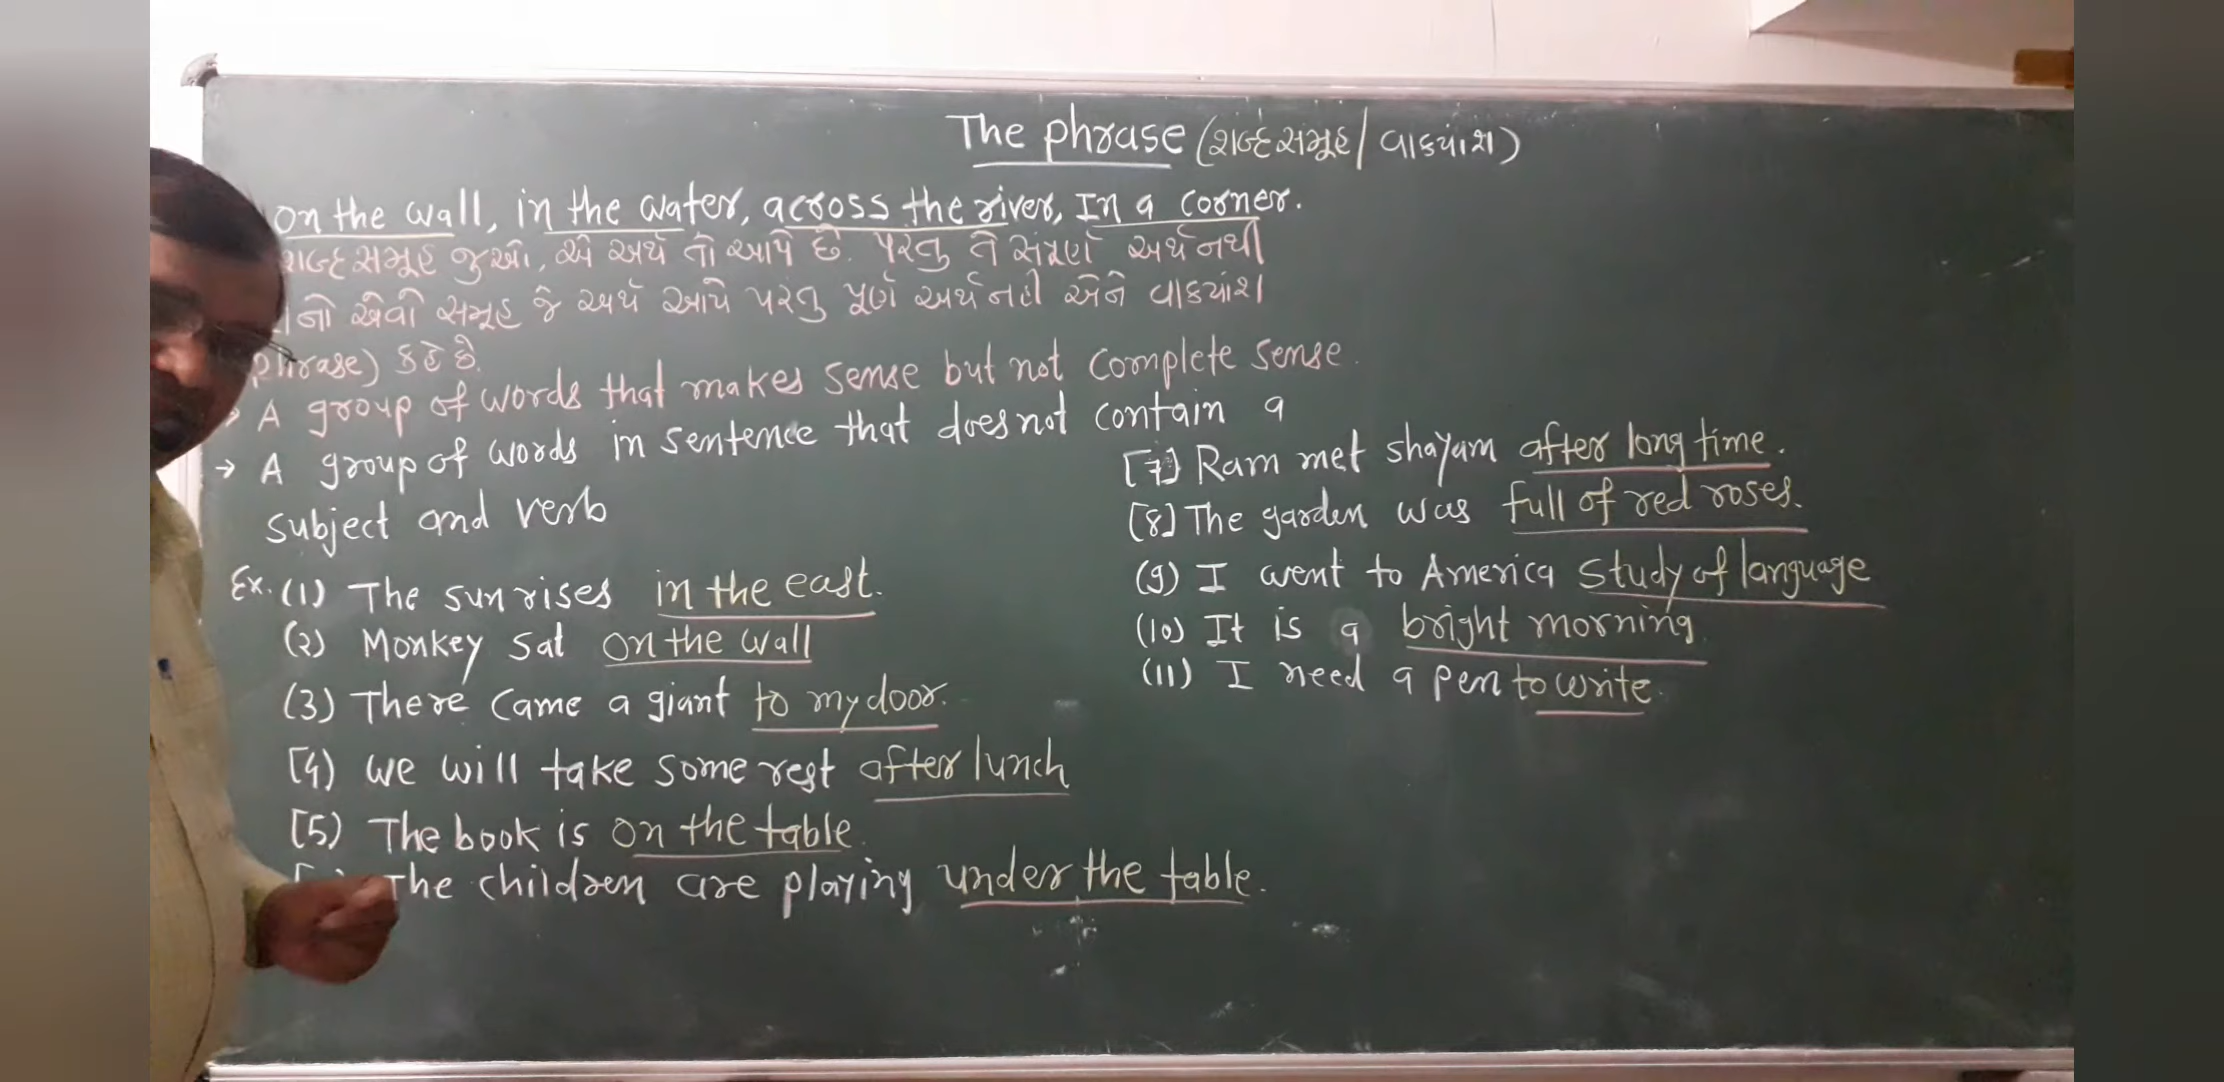 The phrase (શબ્દસમૂહ/ વાક્યાંશ)
on the wall, in the water, across the river, In a corner.
શબ્દસમૂહ જુઓ, એ અર્થ તો આપે છે. પરંતુ તે સંપૂર્ણ અર્થ નથી
નો એવો સમૂહ જે અર્થ આપે પરંતુ પૂર્ણ અર્થ નહી એને વાક્યાંશ
phrase) કહે છે.
→ A group of words that makes sense but not complete sense.
→ A group of words in sentence that does not contain a
subject and verb
Ex. (1) The sun rises in the east.
(2) Monkey sat on the wall
(3) There came a giant to my door.
[4) we will take some rest after lunch
[5) The book is on the table.
The children are playing under the table.
[7] Ram met shayam after long time.
[8] The garden was full of red roses.
(9) I went to America study of language
(10) It is a bright morning.
(11) I need a pen to write.